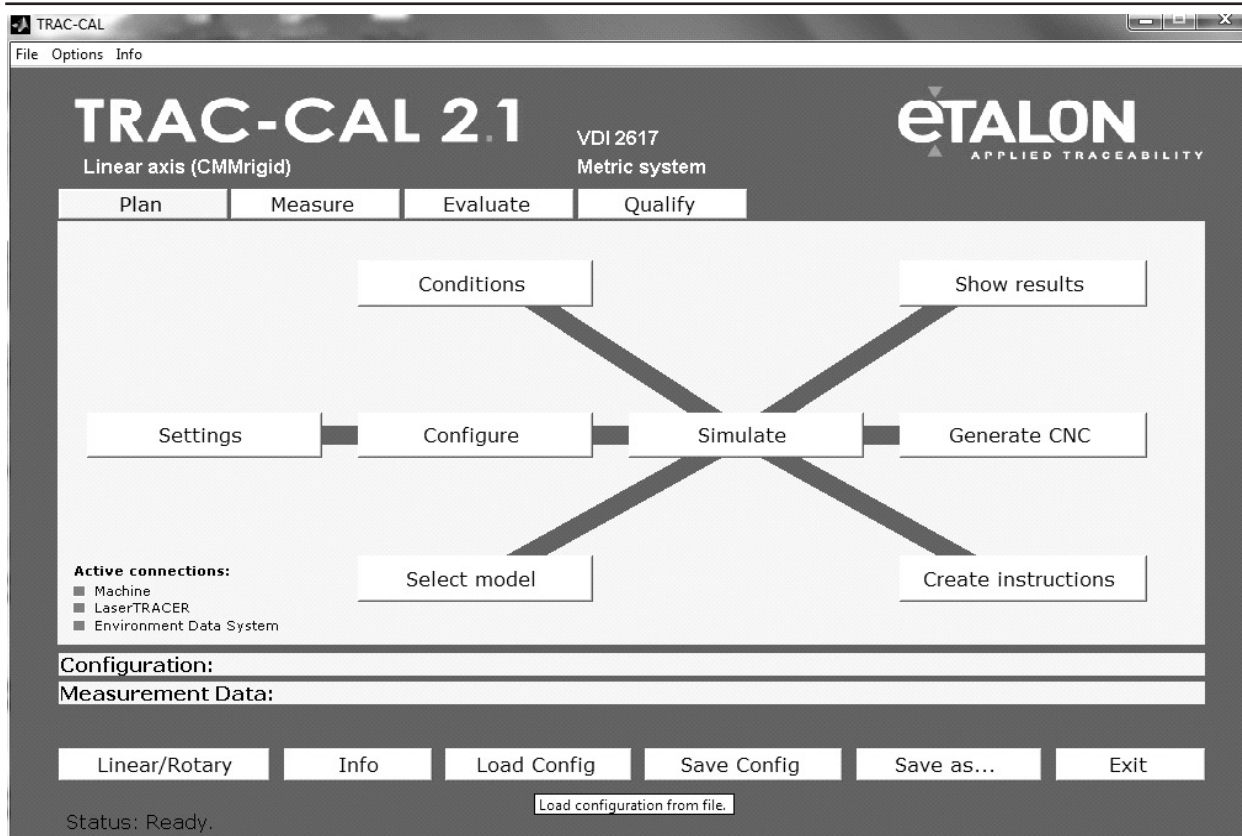 TRAC-CAL
File Options Info
TRAC-CAL 2.1
VDI 2617
Linear axis (CMMrigid)
Metric system
eTALON
APPLIED TRACEABILITY
Plan
Measure
Evaluate
Qualify
Conditions
Show results
Settings
Configure
Simulate
Generate CNC
Select model
Create instructions
Active connections:
Machine
LaserTRACER
Environment Data System
Configuration:
Measurement Data:
Linear/Rotary
Info
Load Config
Save Config
Save as...
Exit
Load configuration from file.
Status: Ready.